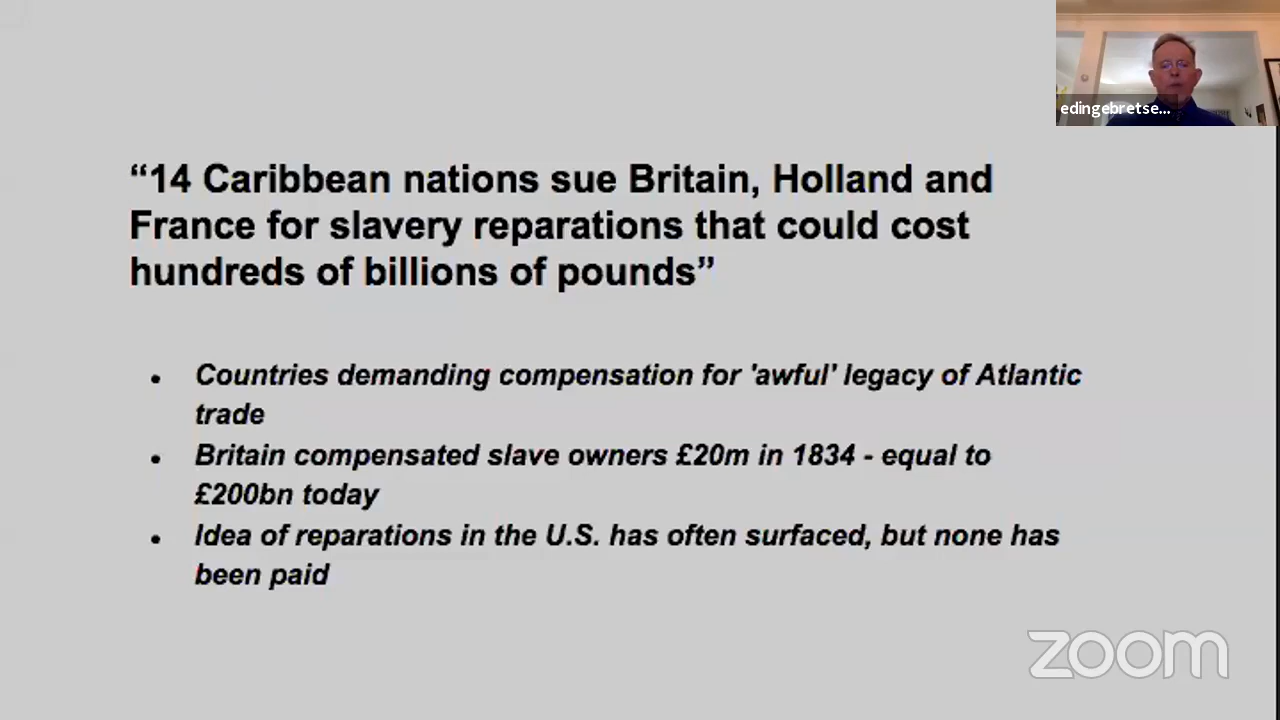 edingebretse...
“14 Caribbean nations sue Britain, Holland and
France for slavery reparations that could cost
hundreds of billions of pounds”
• Countries demanding compensation for 'awful' legacy of Atlantic
trade
• Britain compensated slave owners £20m in 1834 - equal to
£200bn today
• Idea of reparations in the U.S. has often surfaced, but none has
been paid
zoom